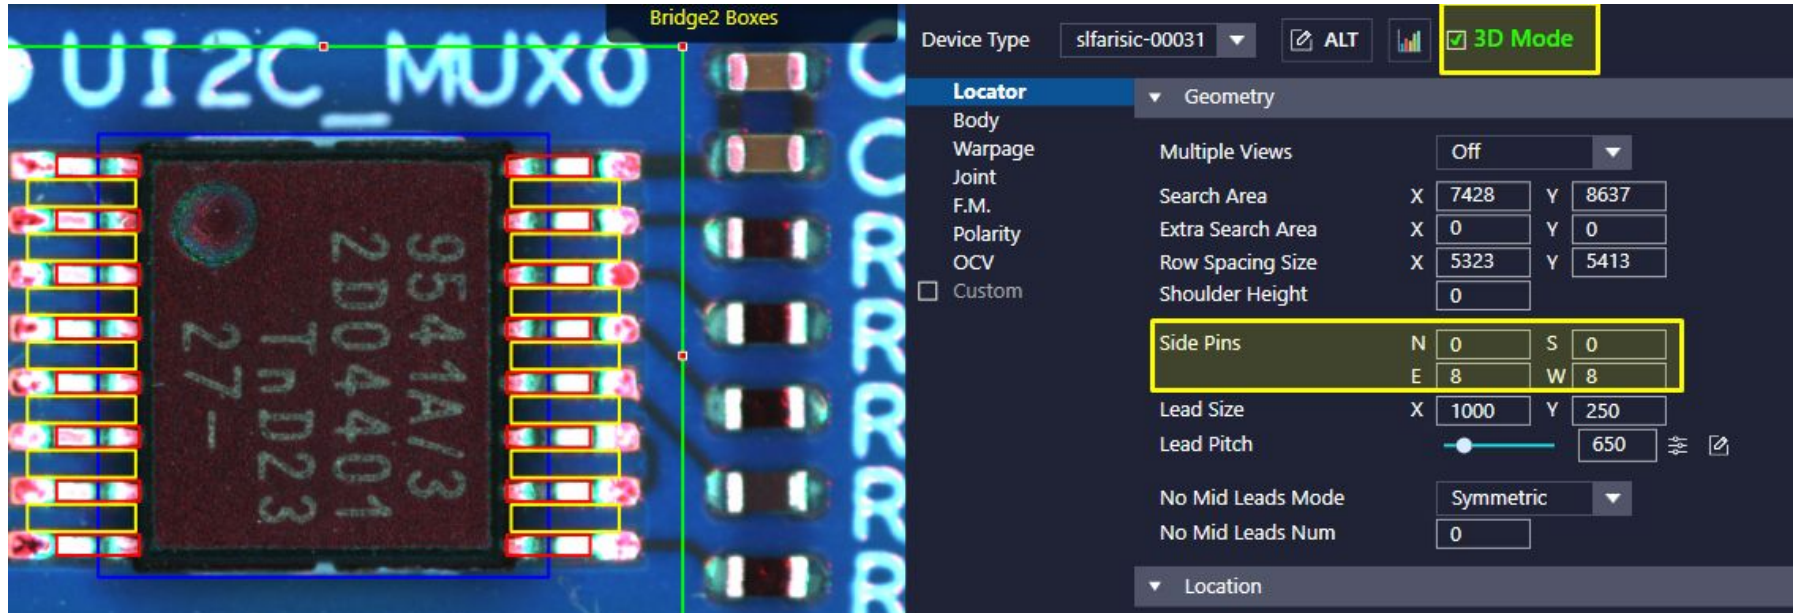 Bridge2 Boxes
UI2C_MUX0
C
C
R
R
R
R
R
R
R
9541A/3
2D04401
TnD23
27-
Device Type slfarisic-00031 ALT 3D Mode
Locator
Body
Warpage
Joint
F.M.
Polarity
OCV
Custom
Geometry
Multiple Views Off
Search Area X 7428 Y 8637
Extra Search Area X 0 Y 0
Row Spacing Size X 5323 Y 5413
Shoulder Height 0
Side Pins N 0 S 0
E 8 W 8
Lead Size X 1000 Y 250
Lead Pitch 650
No Mid Leads Mode Symmetric
No Mid Leads Num 0
Location